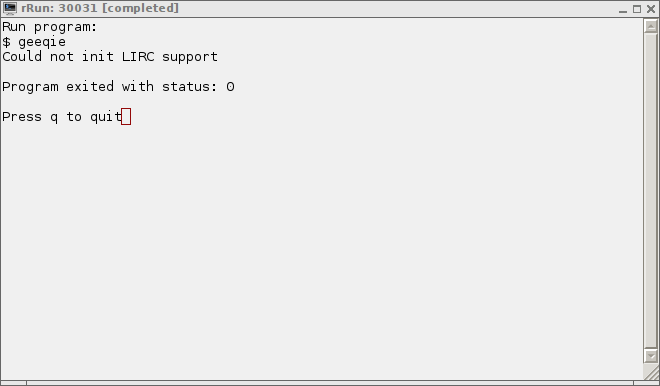 rRun: 30031 [completed]
Run program:
$ geeqie
Could not init LIRC support
Program exited with status: 0
Press q to quit